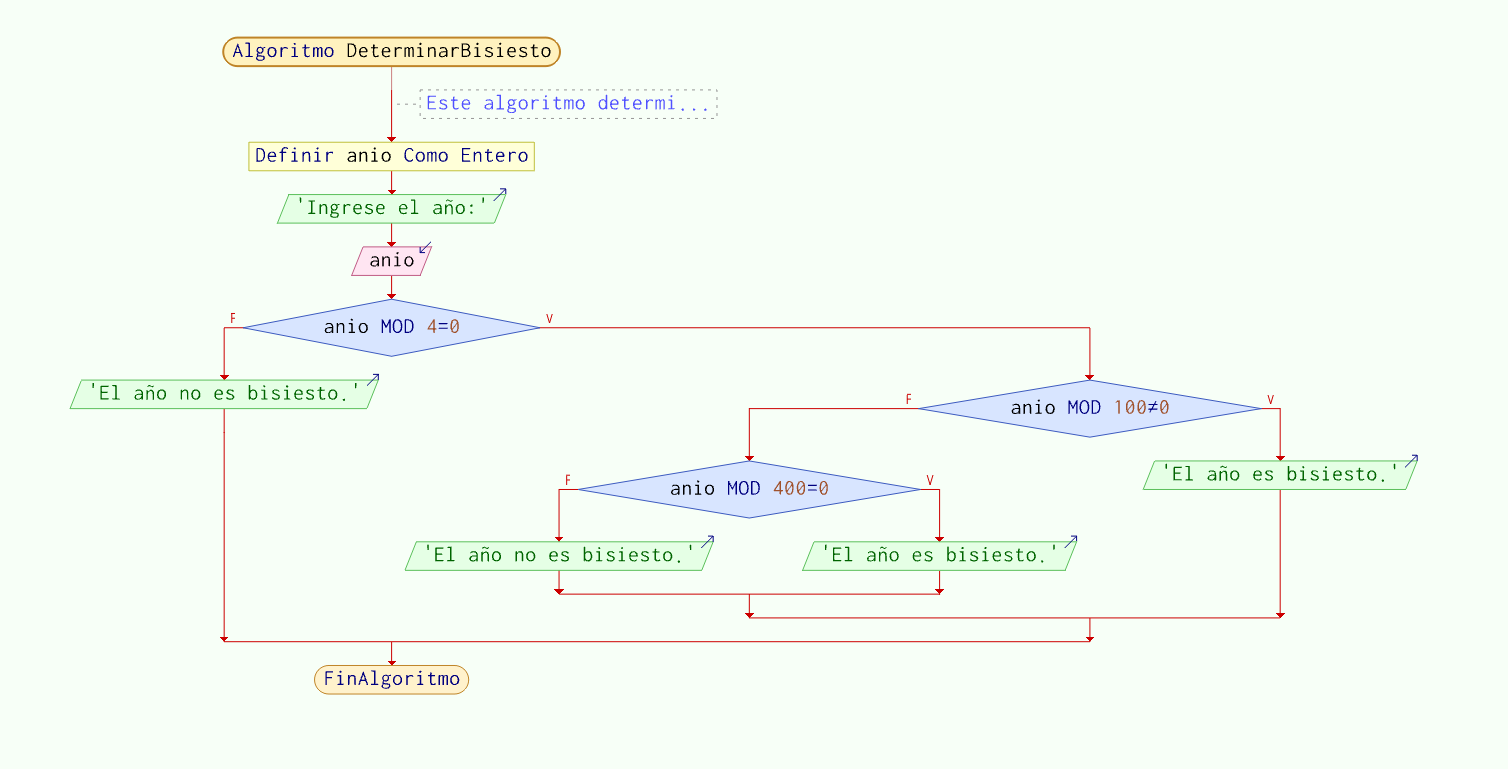 Algoritmo DeterminarBisiesto
Este algoritmo determi...
Definir anio Como Entero
'Ingrese el año:'
anio
F
anio MOD 4=0
V
'El año no es bisiesto.'
F
anio MOD 100≠0
V
'El año es bisiesto.'
F
anio MOD 400=0
V
'El año no es bisiesto.'
'El año es bisiesto.'
FinAlgoritmo